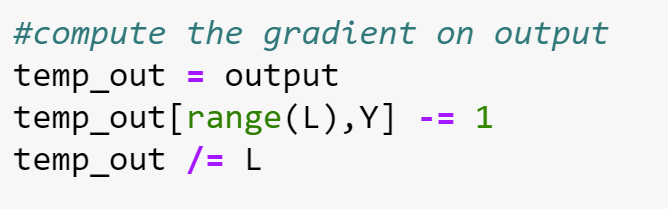 #compute the gradient on output
temp_out = output
temp_out[range(L),Y] -= 1
temp_out /= L